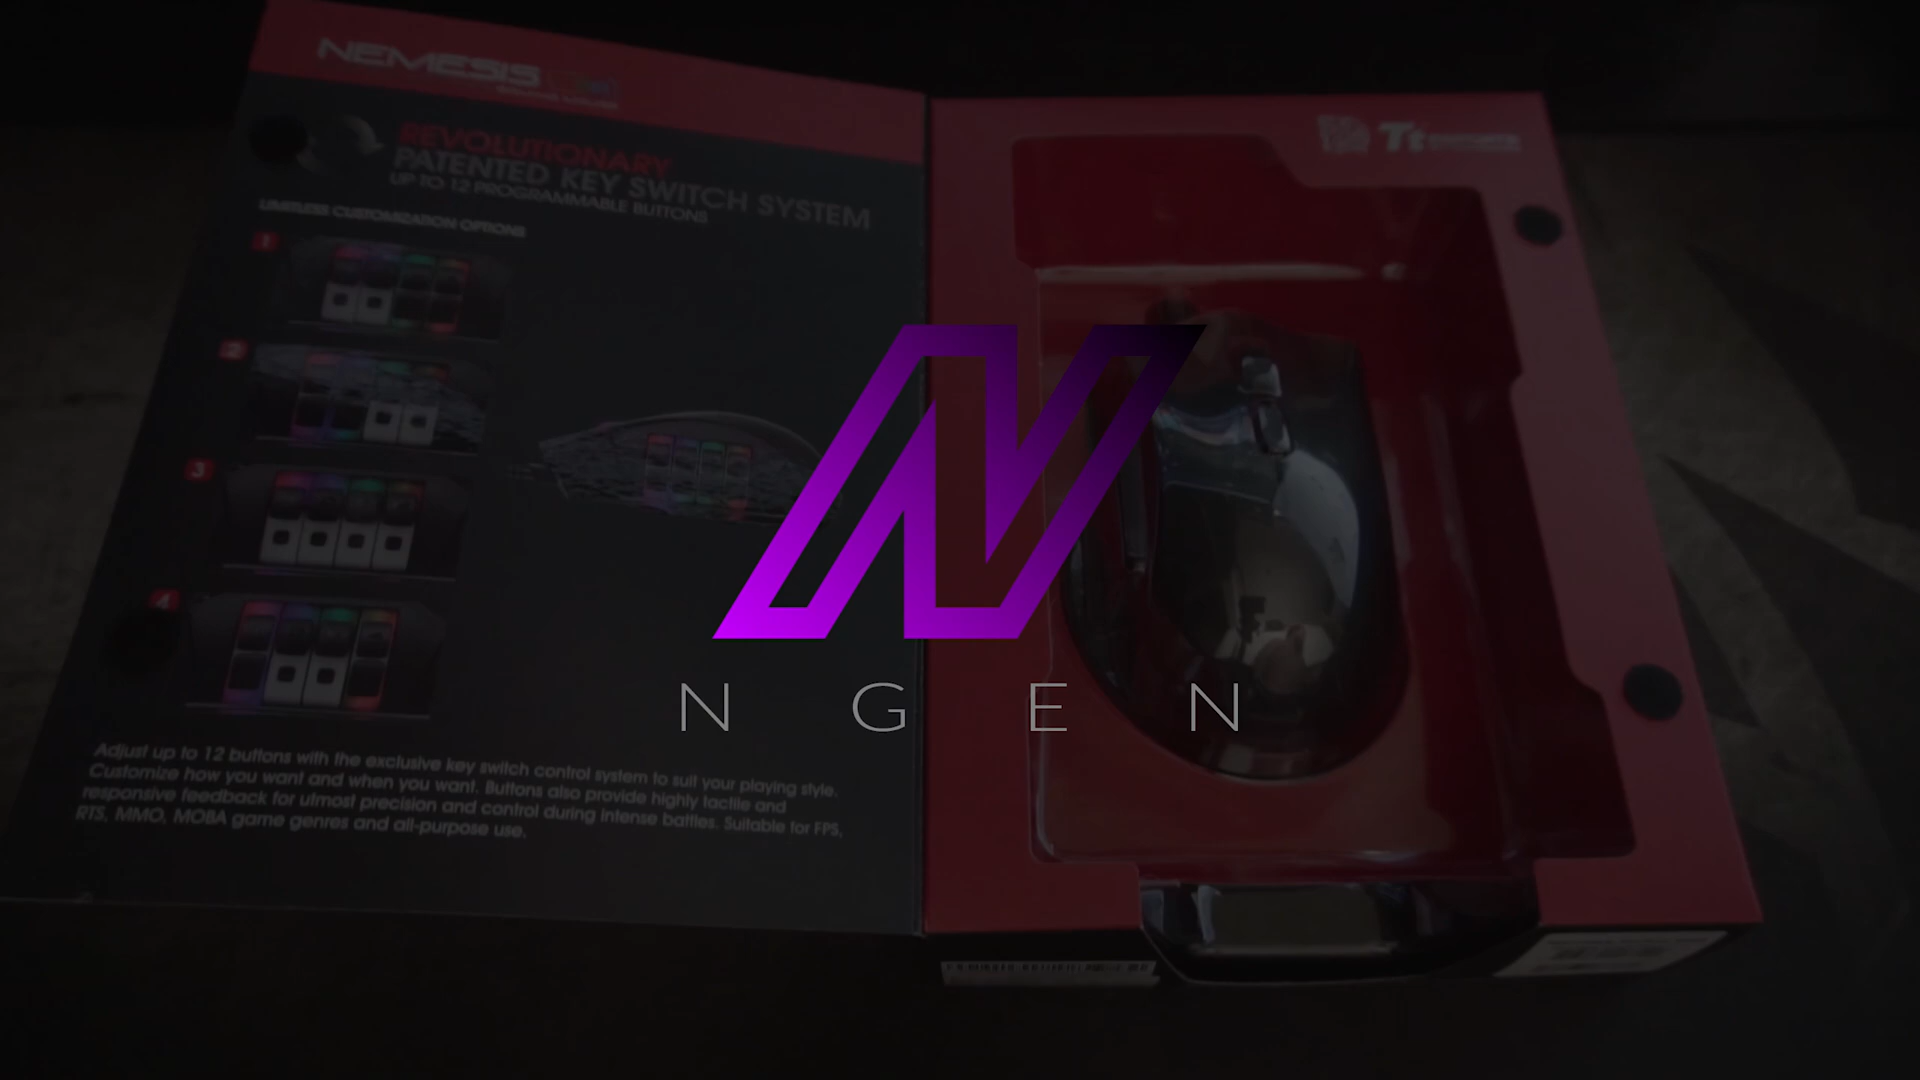 NEMESIS
REVOLUTIONARY
PATENTED KEY SWITCH SYSTEM
UP TO 12 PROGRAMMABLE BUTTONS
LIMITLESS CUSTOMIZATION OPTIONS
1
2
3
4
Adjust up to 12 buttons with the exclusive key switch control system to suit your playing style.
Customize how you want and when you want. Buttons also provide highly tactile and
responsive feedback for utmost precision and control during intense battles. Suitable for FPS,
RTS, MMO, MOBA game genres and all-purpose use.
Tt eSPORTS
N G E N